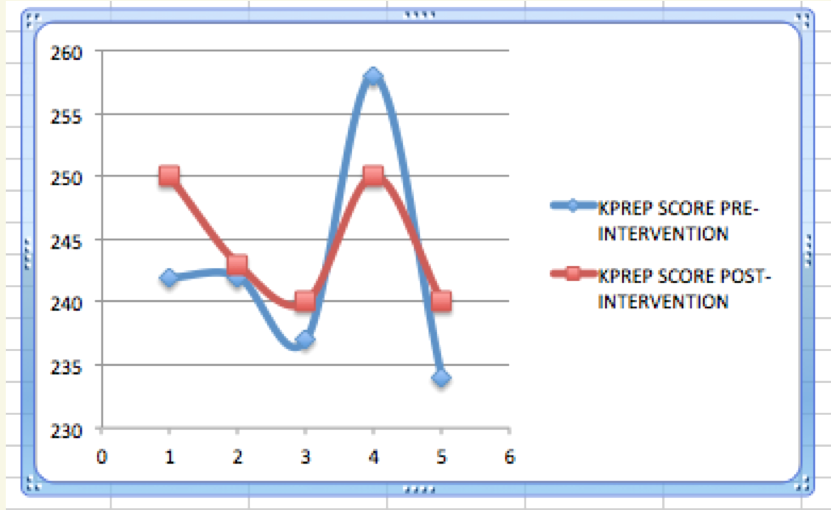 260
255
250
245
240
235
230
0 1 2 3 4 5 6
KPREP SCORE PRE-
INTERVENTION
KPREP SCORE POST-
INTERVENTION